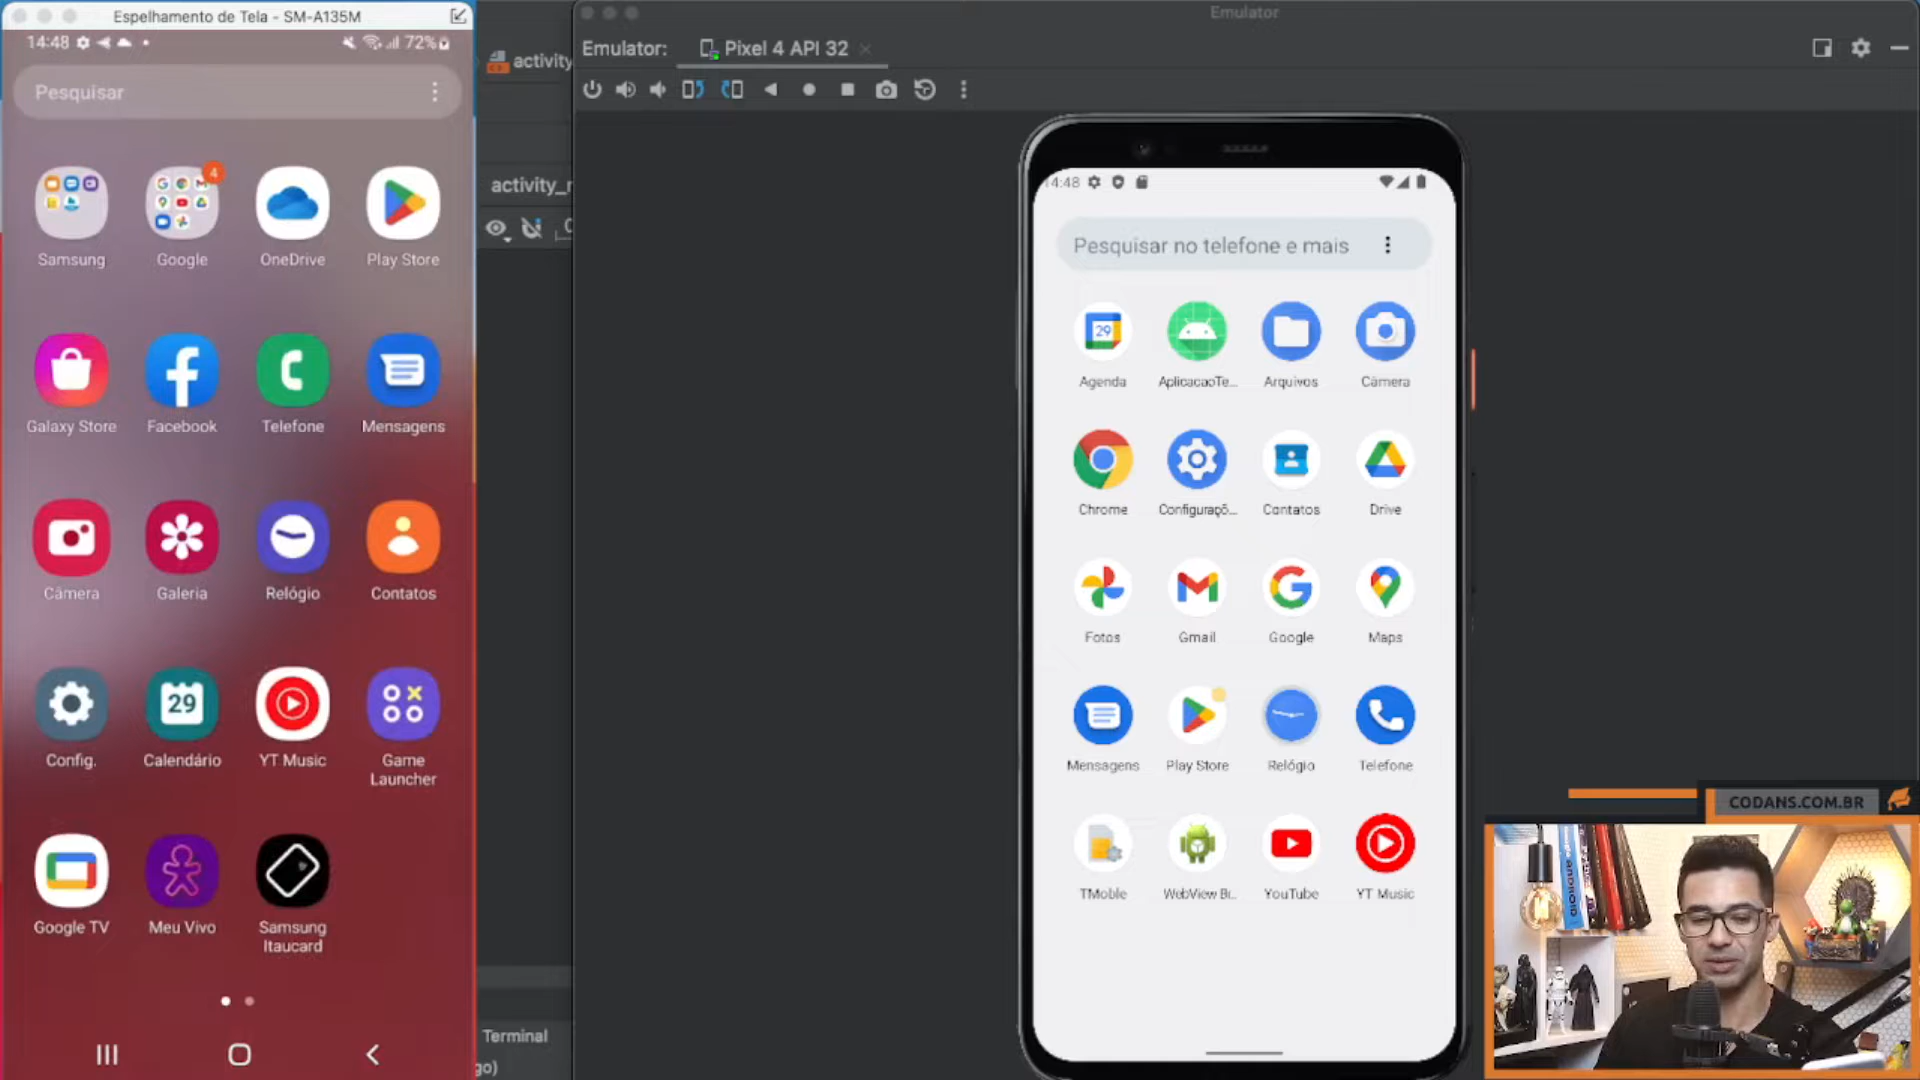 Espelhamento de Tela - SM-A135M
14:48
72%
Pesquisar
4
Samsung
Google
OneDrive
Play Store
Galaxy Store
Facebook
Telefone
Mensagens
Câmera
Galeria
Relógio
Contatos
29
Config.
Calendário
YT Music
Game
Launcher
Google TV
Meu Vivo
Samsung
Itaucard
activity
activity_r
Terminal
go)
Emulator
Emulator:
Pixel 4 API 32
14:48
Pesquisar no telefone e mais
29
Agenda
AplicacaoTe...
Arquivos
Câmera
Chrome
Configuraçõ...
Contatos
Drive
Fotos
Gmail
Google
Maps
Mensagens
Play Store
Relógio
Telefone
TMoble
WebView Br...
YouTube
YT Music
CODANS.COM.BR